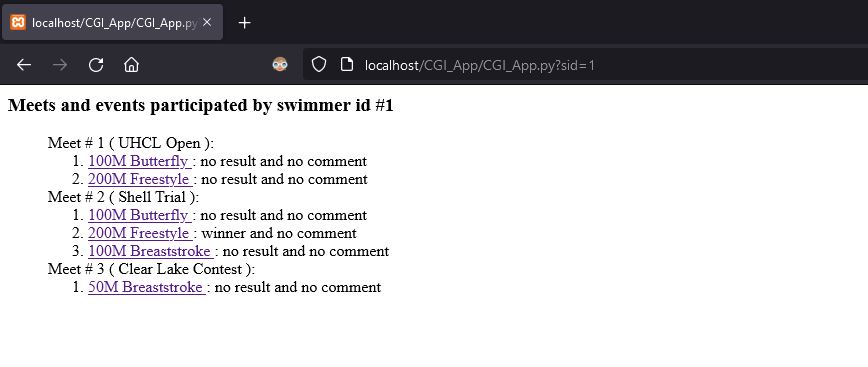 localhost/CGI_App/CGI_App.py
localhost/CGI_App/CGI_App.py?sid=1
Meets and events participated by swimmer id #1
Meet # 1 ( UHCL Open ):
1. 100M Butterfly : no result and no comment
2. 200M Freestyle : no result and no comment
Meet # 2 ( Shell Trial ):
1. 100M Butterfly : no result and no comment
2. 200M Freestyle : winner and no comment
3. 100M Breaststroke : no result and no comment
Meet # 3 ( Clear Lake Contest ):
1. 50M Breaststroke : no result and no comment